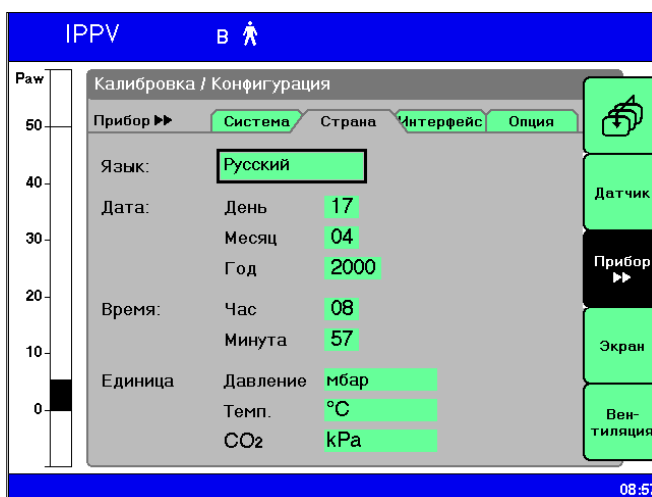 IPPV В
Paw
50
40
30
20
10
0
Калибровка / Конфигурация
Прибор ▶▶ Система Страна Интерфейс Опция
Язык: Русский
Дата: День 17
Месяц 04
Год 2000
Время: Час 08
Минута 57
Единица Давление мбар
Темп. °C
CO2 kPa
Датчик
Прибор
▶▶
Экран
Вен-
тиляция
08:57